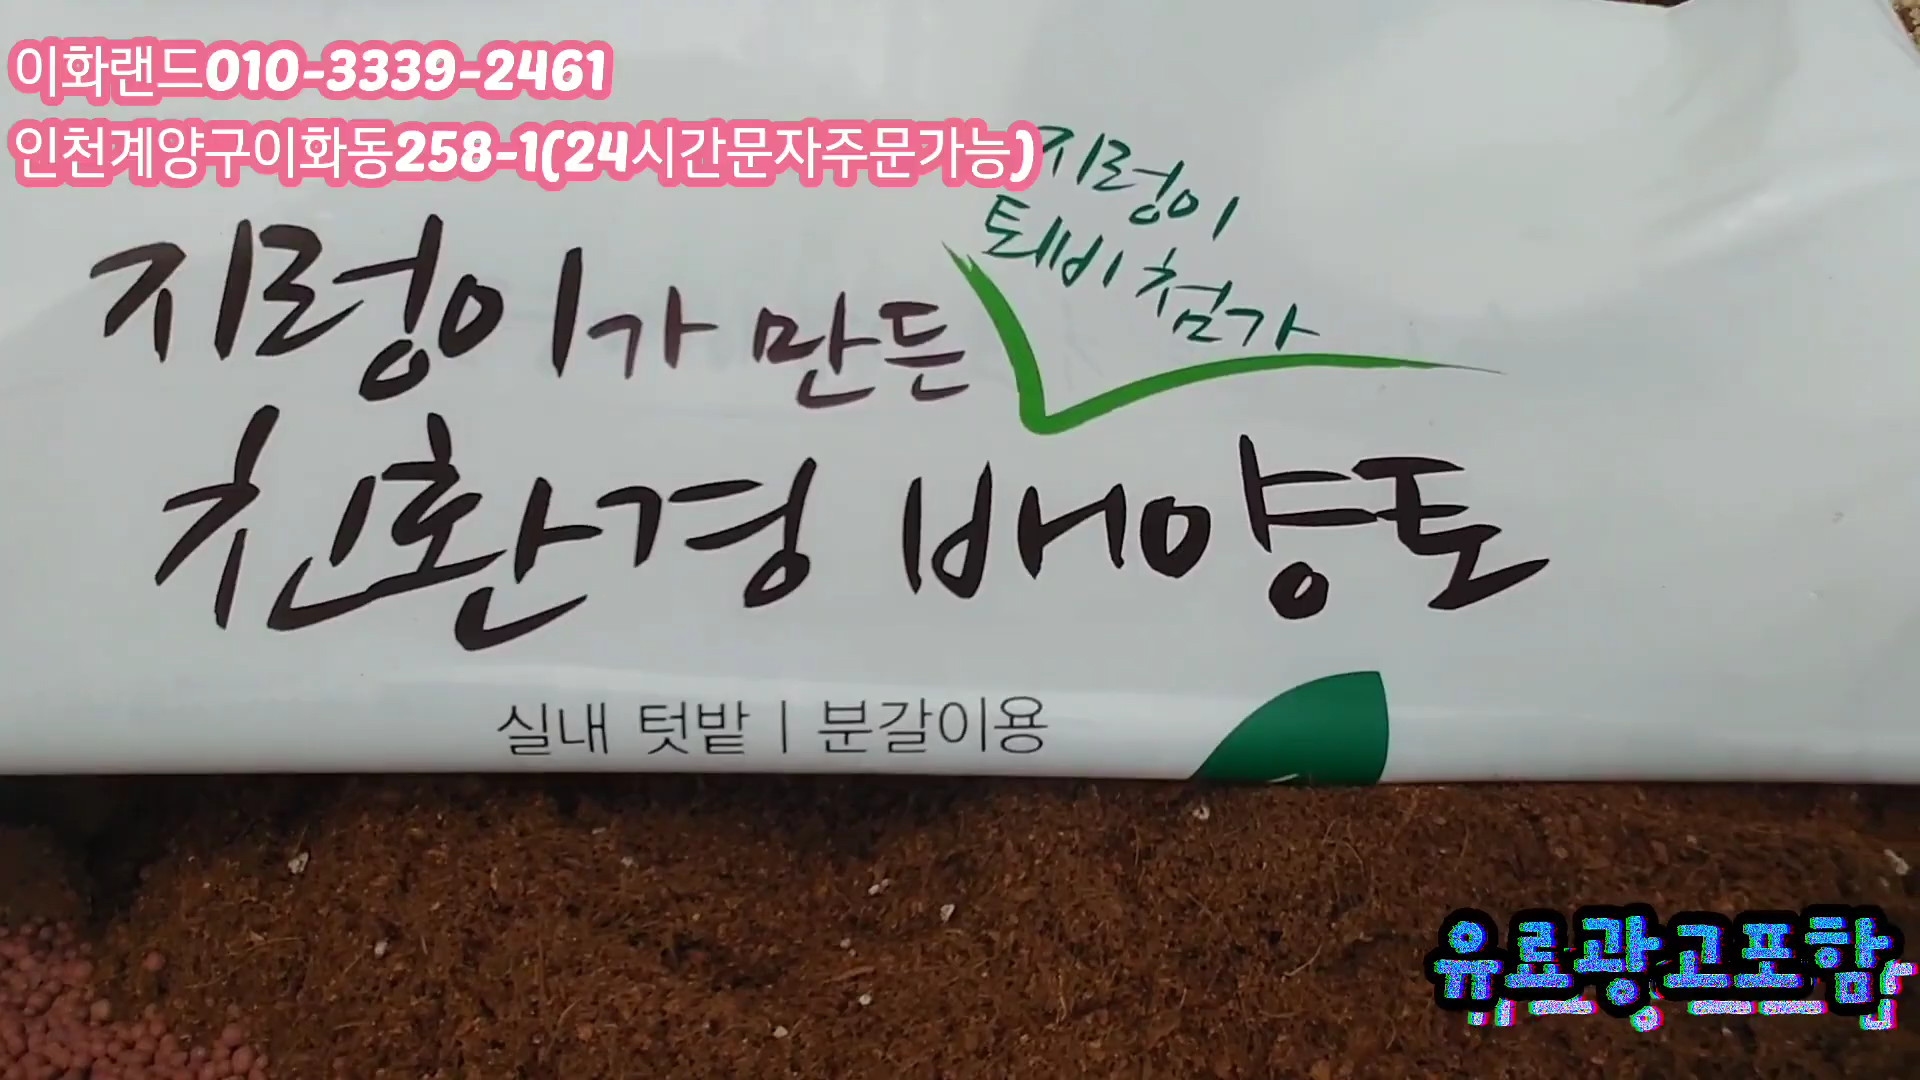 이화랜드010-3339-2461
인천계양구이화동258-1(24시간문자주문가능)
지렁이
퇴비 첨가
지렁이가 만든
친환경 배양토
실내 텃밭 | 분갈이용
유료광고포함